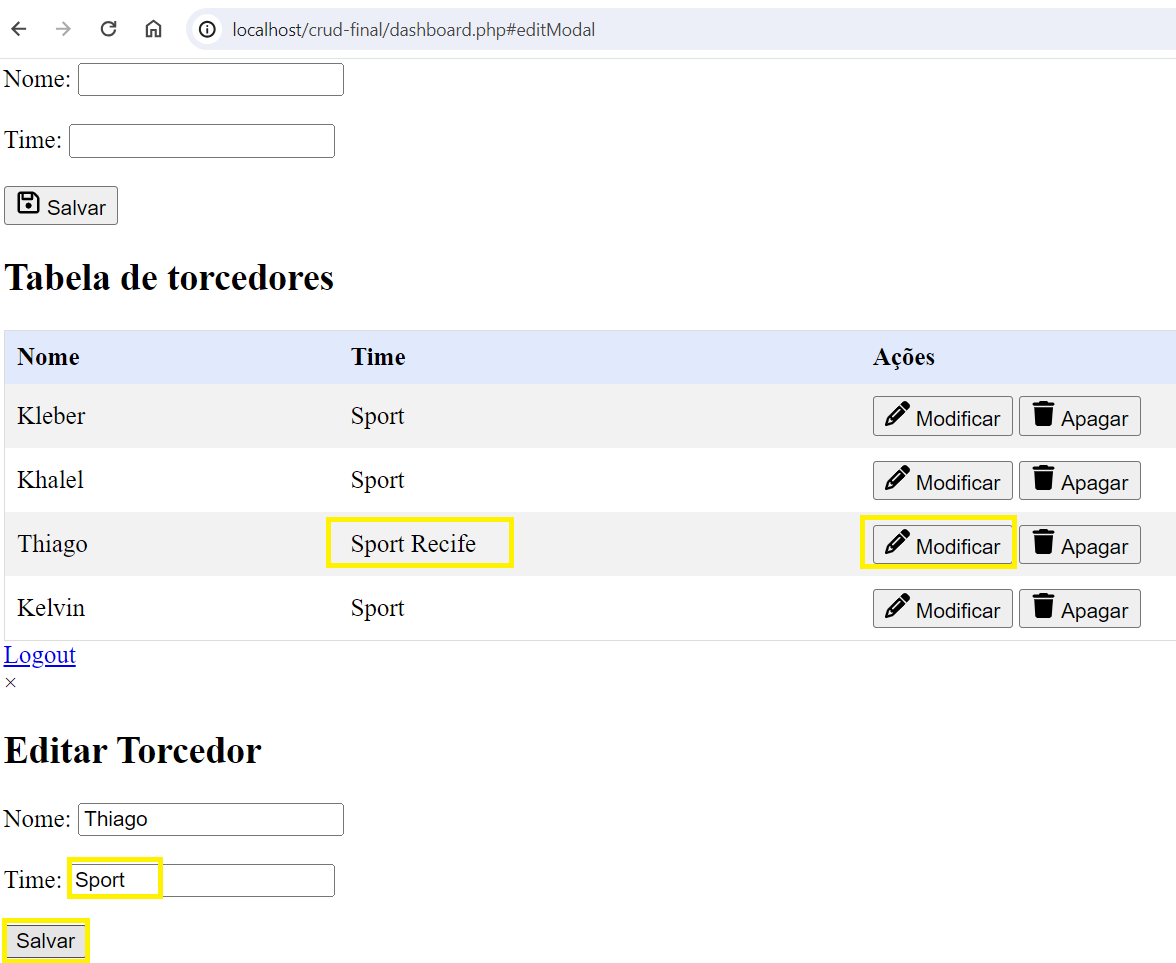 localhost/crud-final/dashboard.php#editModal
Nome:
Time:
Salvar
Tabela de torcedores
Nome Time Ações
Kleber Sport Modificar Apagar
Khalel Sport Modificar Apagar
Thiago Sport Recife Modificar Apagar
Kelvin Sport Modificar Apagar
Logout
×
Editar Torcedor
Nome: Thiago
Time: Sport
Salvar